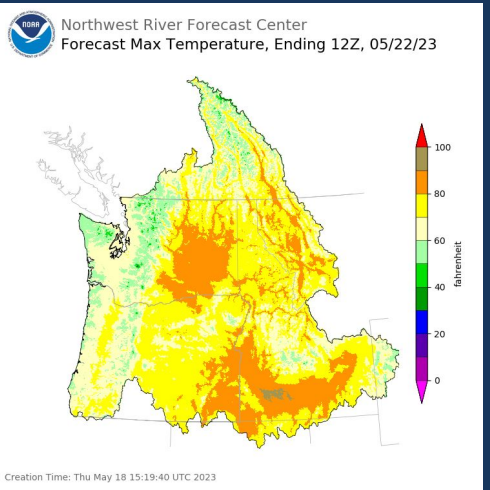 NOAA
Northwest River Forecast Center
Forecast Max Temperature, Ending 12Z, 05/22/23
100
80
60
40
20
0
fahrenheit
Creation Time: Thu May 18 15:19:40 UTC 2023